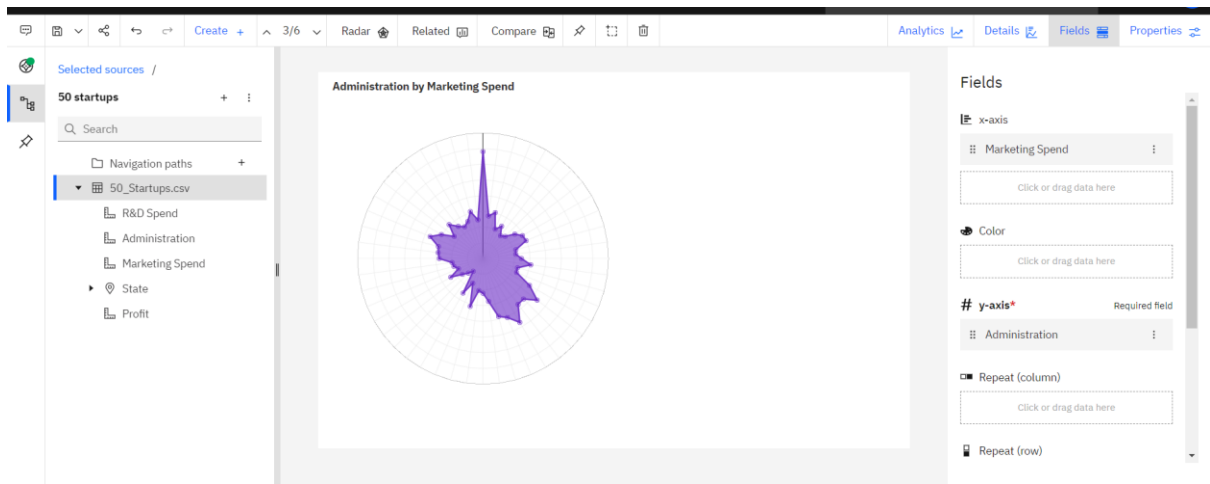 Create +
3/6
Radar
Related
Compare
Analytics
Details
Fields
Properties
Selected sources /
50 startups
Search
Navigation paths
50_Startups.csv
R&D Spend
Administration
Marketing Spend
State
Profit
Administration by Marketing Spend
Fields
x-axis
Marketing Spend
Click or drag data here
Color
Click or drag data here
# y-axis* Required field
Administration
Repeat (column)
Click or drag data here
Repeat (row)